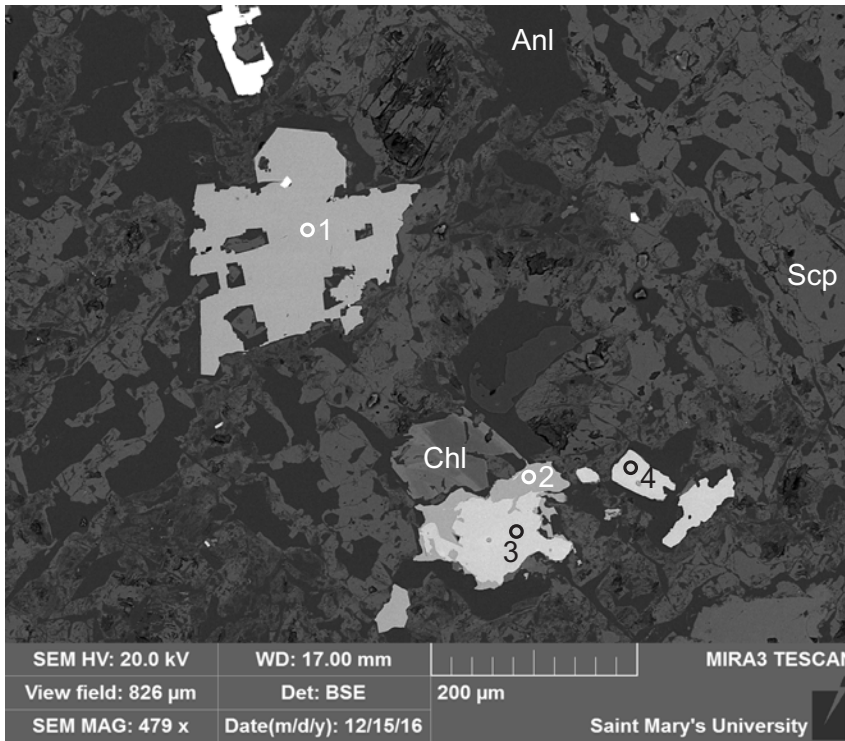 Anl
1
Scp
Chl
2
4
3
SEM HV: 20.0 kV
WD: 17.00 mm
MIRA3 TESCAN
View field: 826 µm
Det: BSE
200 µm
SEM MAG: 479 x
Date(m/d/y): 12/15/16
Saint Mary's University